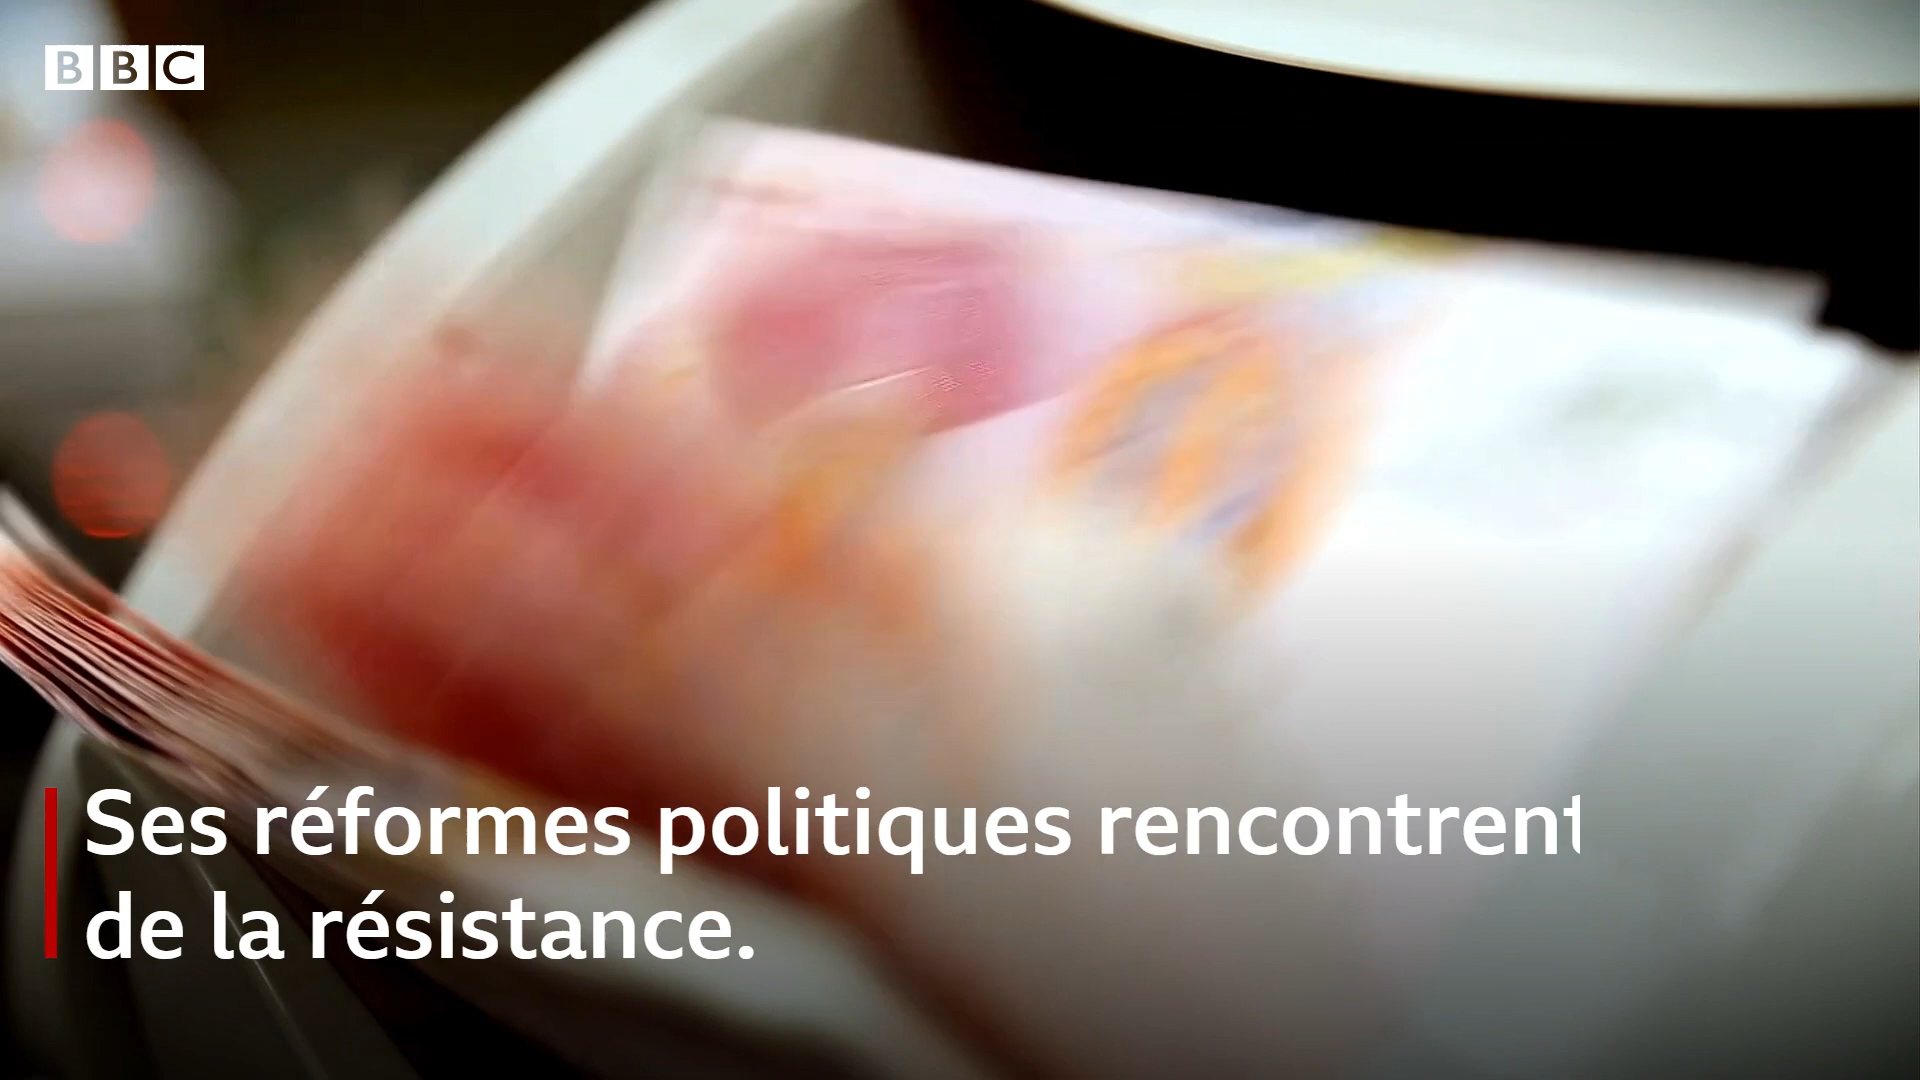 BBC
Ses réformes politiques rencontrent
de la résistance.